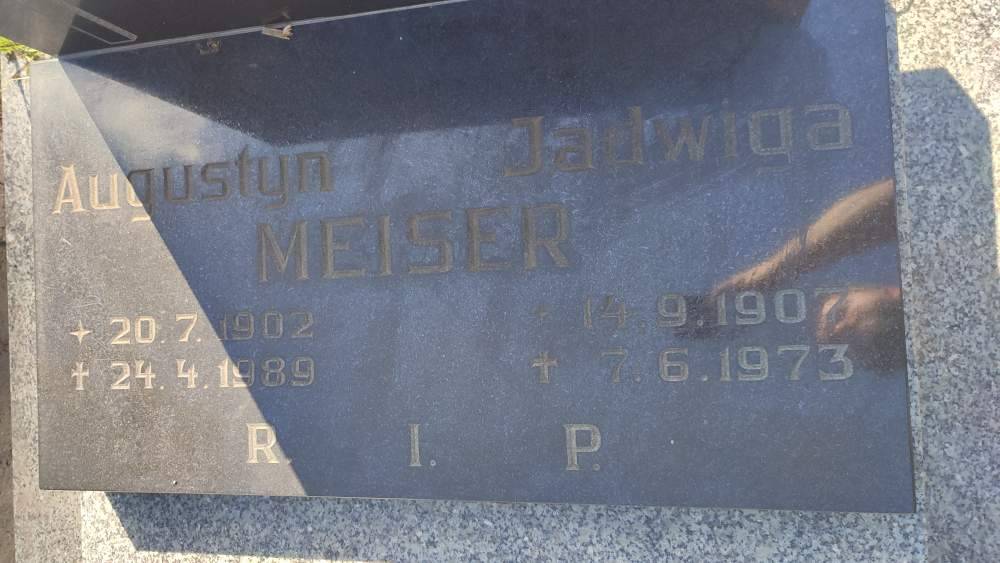 Augustyn Jadwiga
MEISER
+ 20.7.1902 + 14.9.1907
† 24.4.1989 † 7.6.1973
R. I. P.